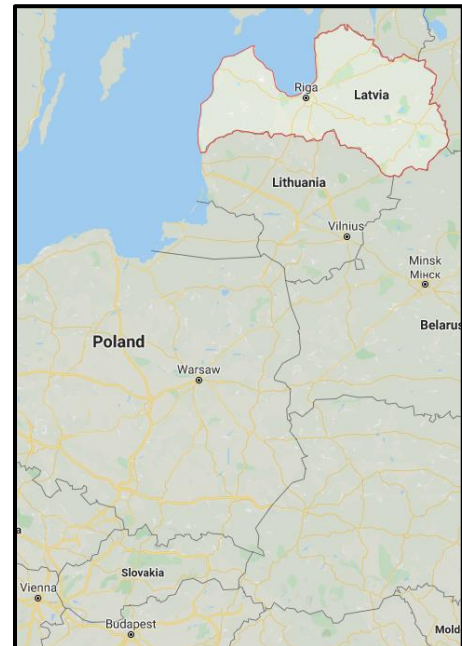 Riga
Latvia
Lithuania
Vilnius
Minsk
Мінск
Belarus
Poland
Warsaw
Slovakia
Vienna
Budapest
Mold
a